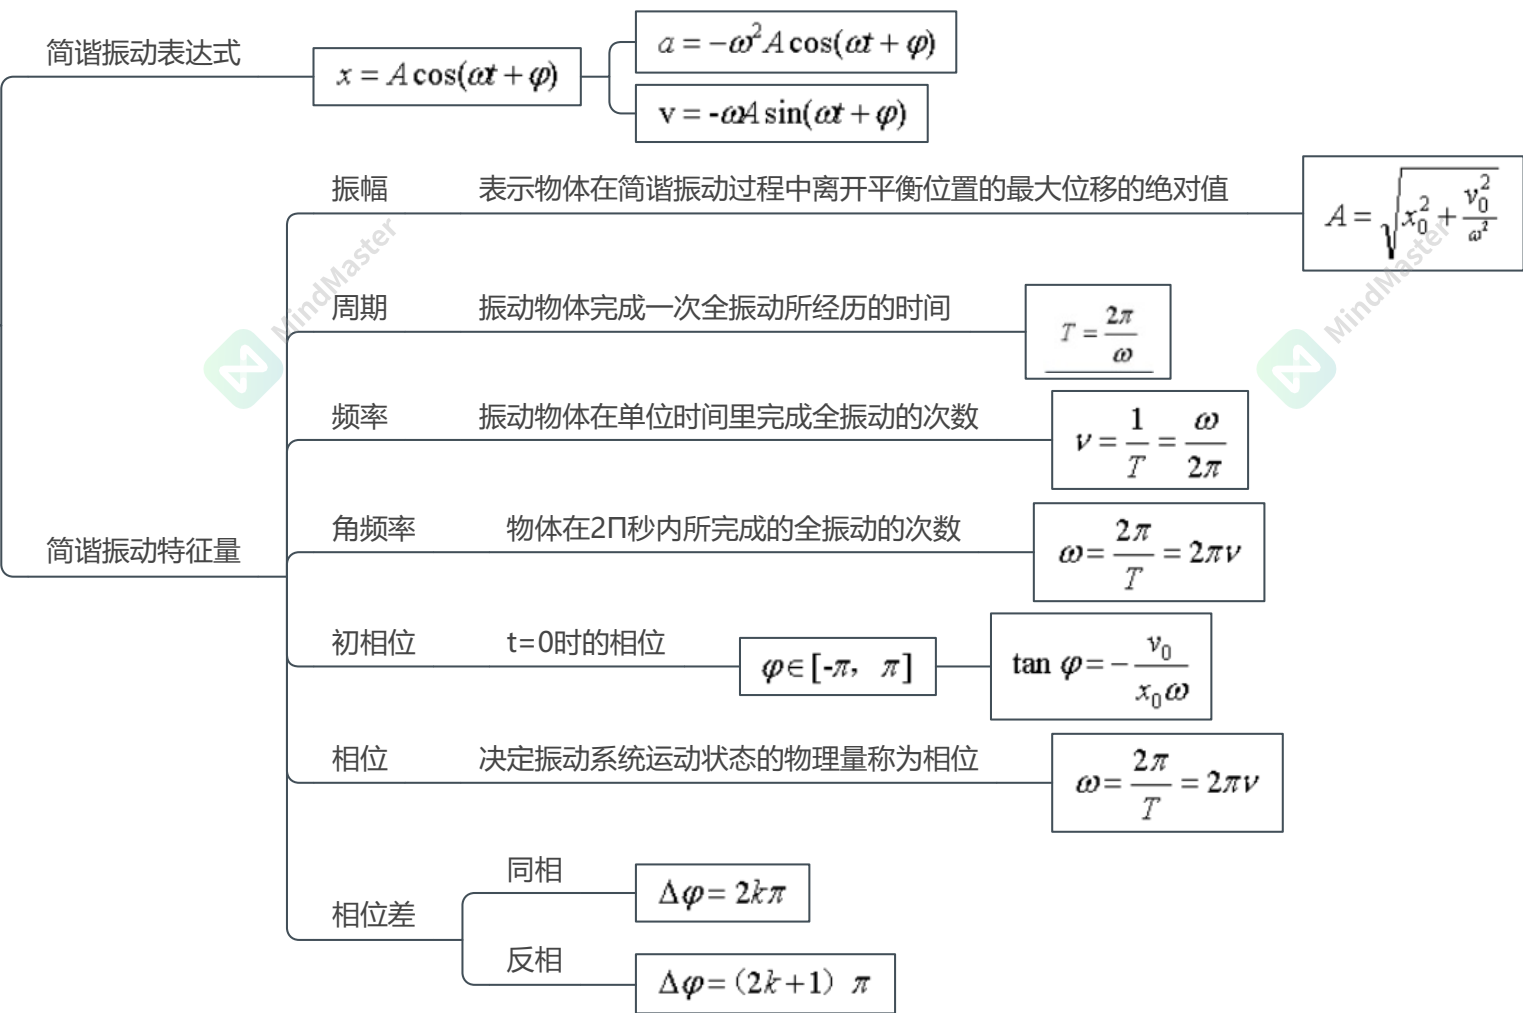 简谐振动表达式
x = A cos(ωt + φ)
a = −ω²A cos(ωt + φ)
v = -ωA sin(ωt + φ)
简谐振动特征量
振幅 表示物体在简谐振动过程中离开平衡位置的最大位移的绝对值 A = √(x₀² + v₀²/ω²)
周期 振动物体完成一次全振动所经历的时间 T = 2π/ω
频率 振动物体在单位时间里完成全振动的次数 ν = 1/T = ω/2π
角频率 物体在2Π秒内所完成的全振动的次数 ω = 2π/T = 2πν
初相位 t=0时的相位 φ∈[-π, π] tan φ = − v₀/x₀ω
相位 决定振动系统运动状态的物理量称为相位 ω = 2π/T = 2πν
相位差
同相 Δφ = 2kπ
反相 Δφ =（2k+1）π
MindMaster
MindMaster